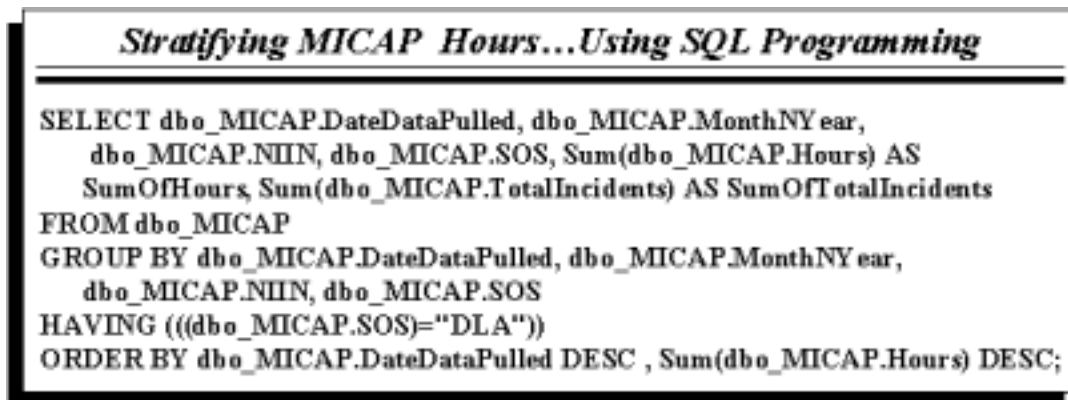 Stratifying MICAP Hours...Using SQL Programming
SELECT dbo_MICAP.DateDataPulled, dbo_MICAP.MonthNYear,
dbo_MICAP.NIIN, dbo_MICAP.SOS, Sum(dbo_MICAP.Hours) AS
SumOfHours, Sum(dbo_MICAP.TotalIncidents) AS SumOfTotalIncidents
FROM dbo_MICAP
GROUP BY dbo_MICAP.DateDataPulled, dbo_MICAP.MonthNYear,
dbo_MICAP.NIIN, dbo_MICAP.SOS
HAVING (((dbo_MICAP.SOS)="DLA"))
ORDER BY dbo_MICAP.DateDataPulled DESC , Sum(dbo_MICAP.Hours) DESC;